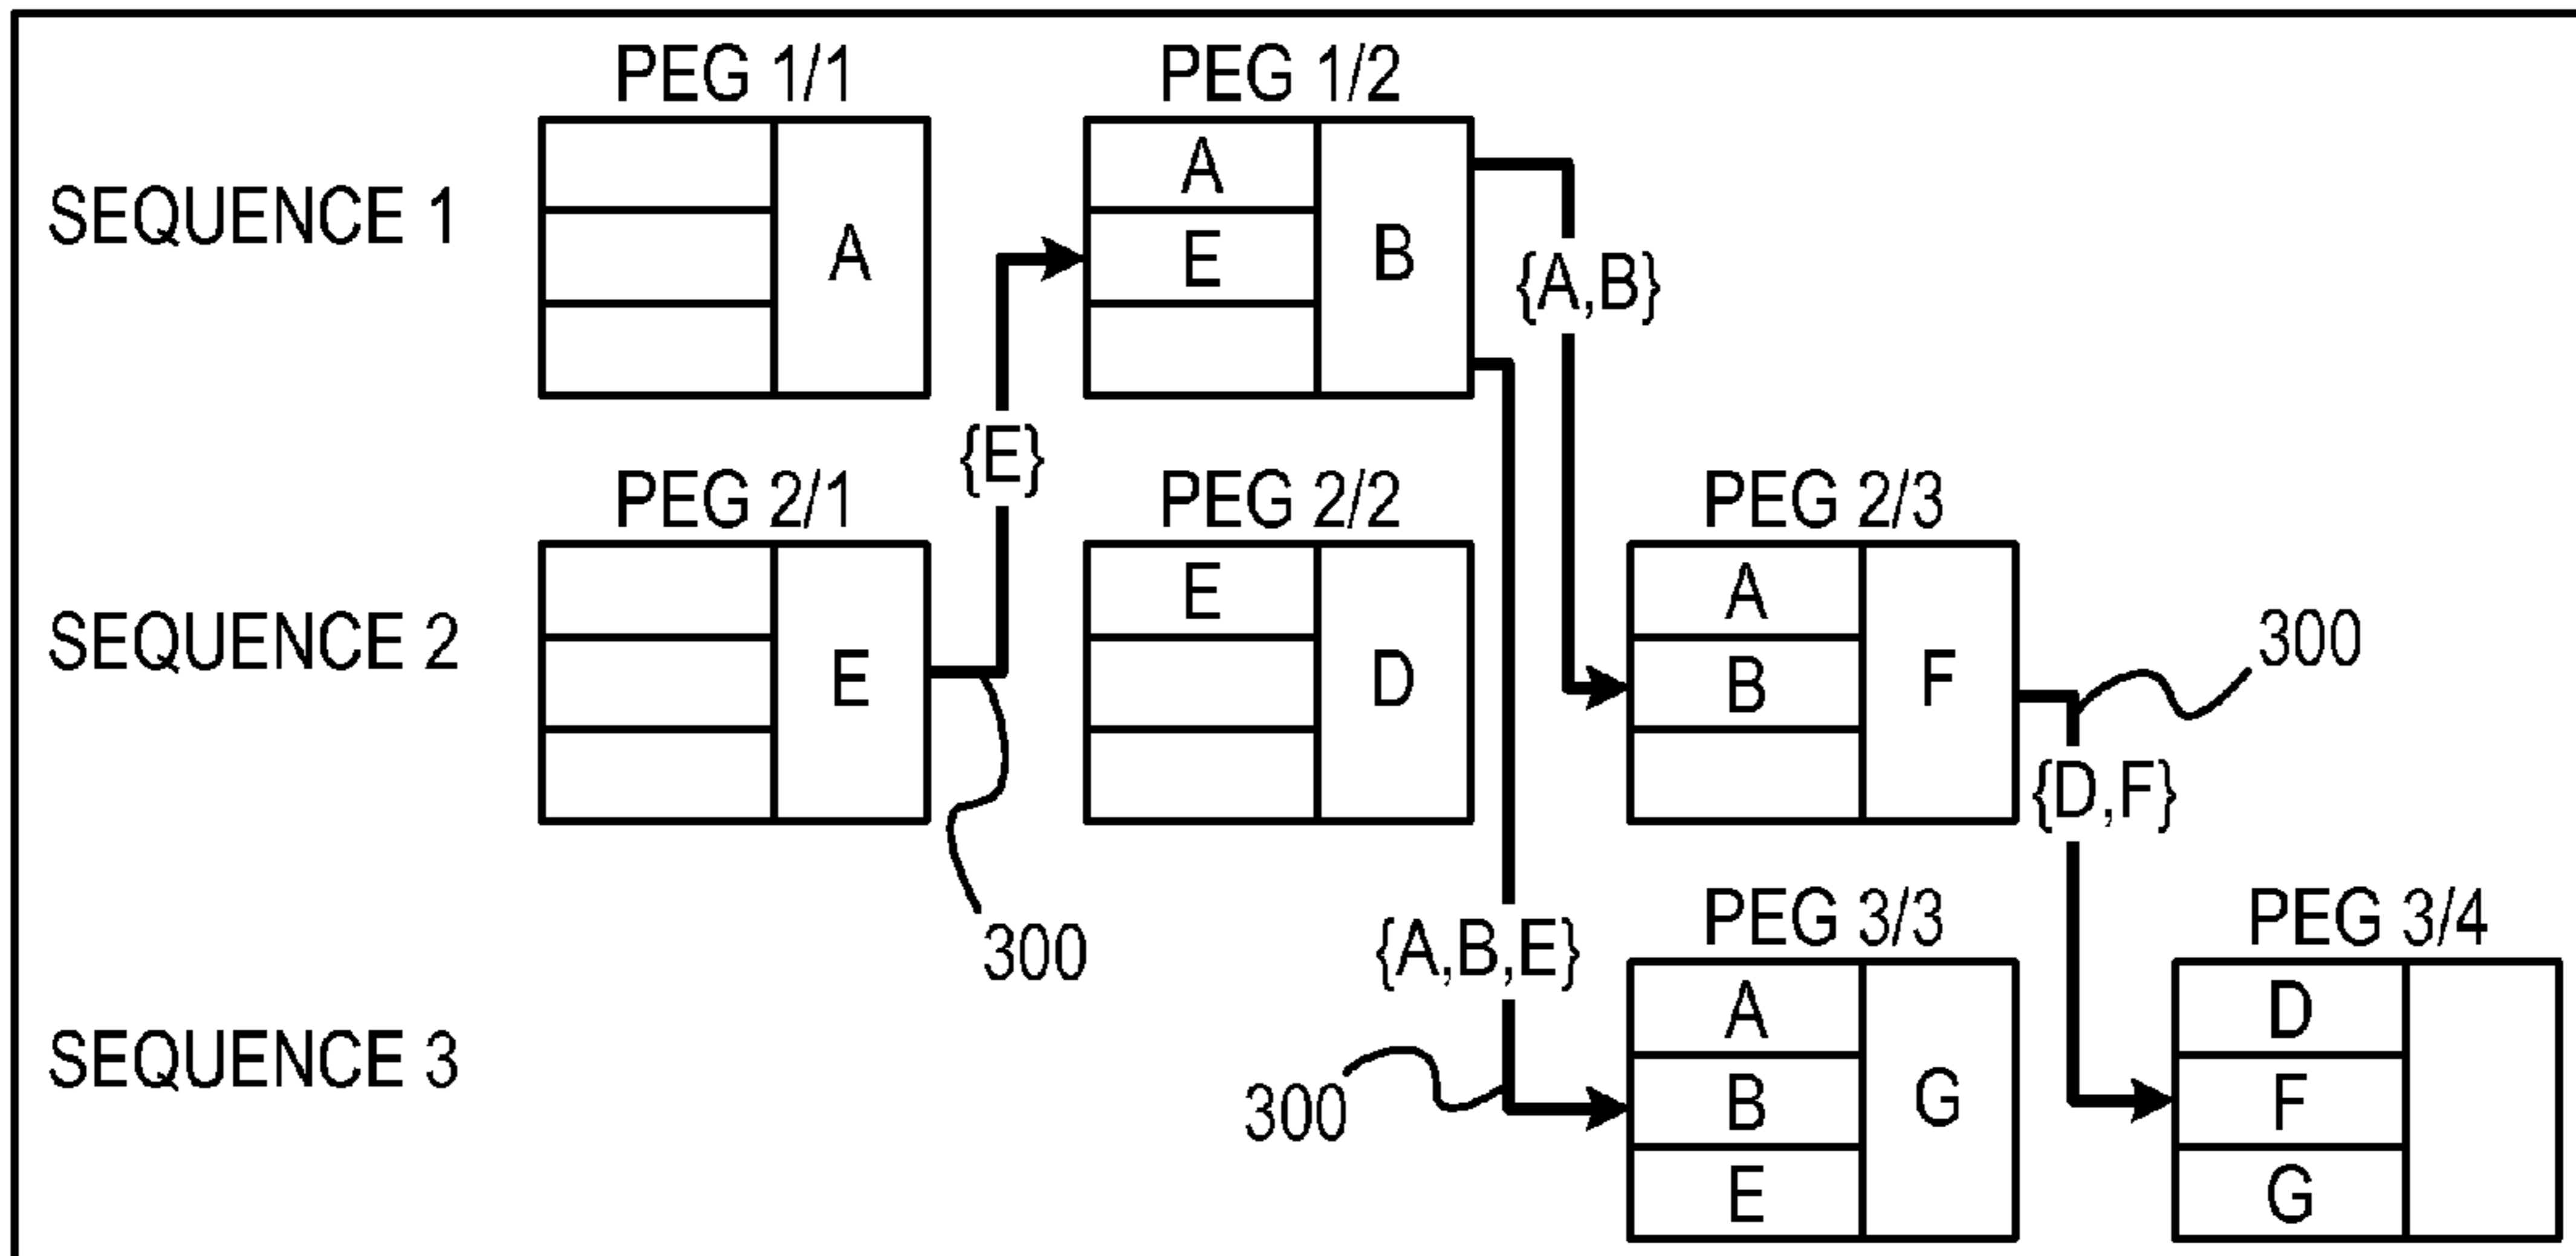 PEG 1/1
PEG 1/2
SEQUENCE 1
A
A
E
B
{A,B}
{E}
PEG 2/1
PEG 2/2
PEG 2/3
SEQUENCE 2
E
E
D
A
B
F
300
{D,F}
300
{A,B,E}
PEG 3/3
PEG 3/4
SEQUENCE 3
300
A
B
E
G
D
F
G